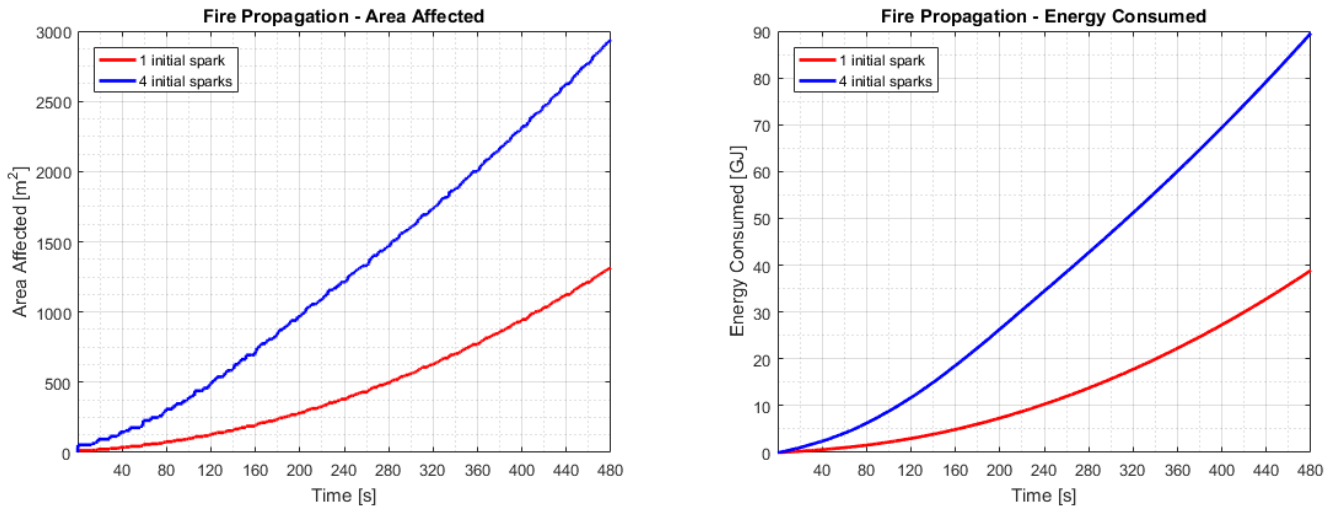 Fire Propagation - Area Affected
1 initial spark
4 initial sparks
Area Affected [m²]
3000
2500
2000
1500
1000
500
0
40 80 120 160 200 240 280 320 360 400 440 480
Time [s]
Fire Propagation - Energy Consumed
1 initial spark
4 initial sparks
Energy Consumed [GJ]
90
80
70
60
50
40
30
20
10
0
40 80 120 160 200 240 280 320 360 400 440 480
Time [s]